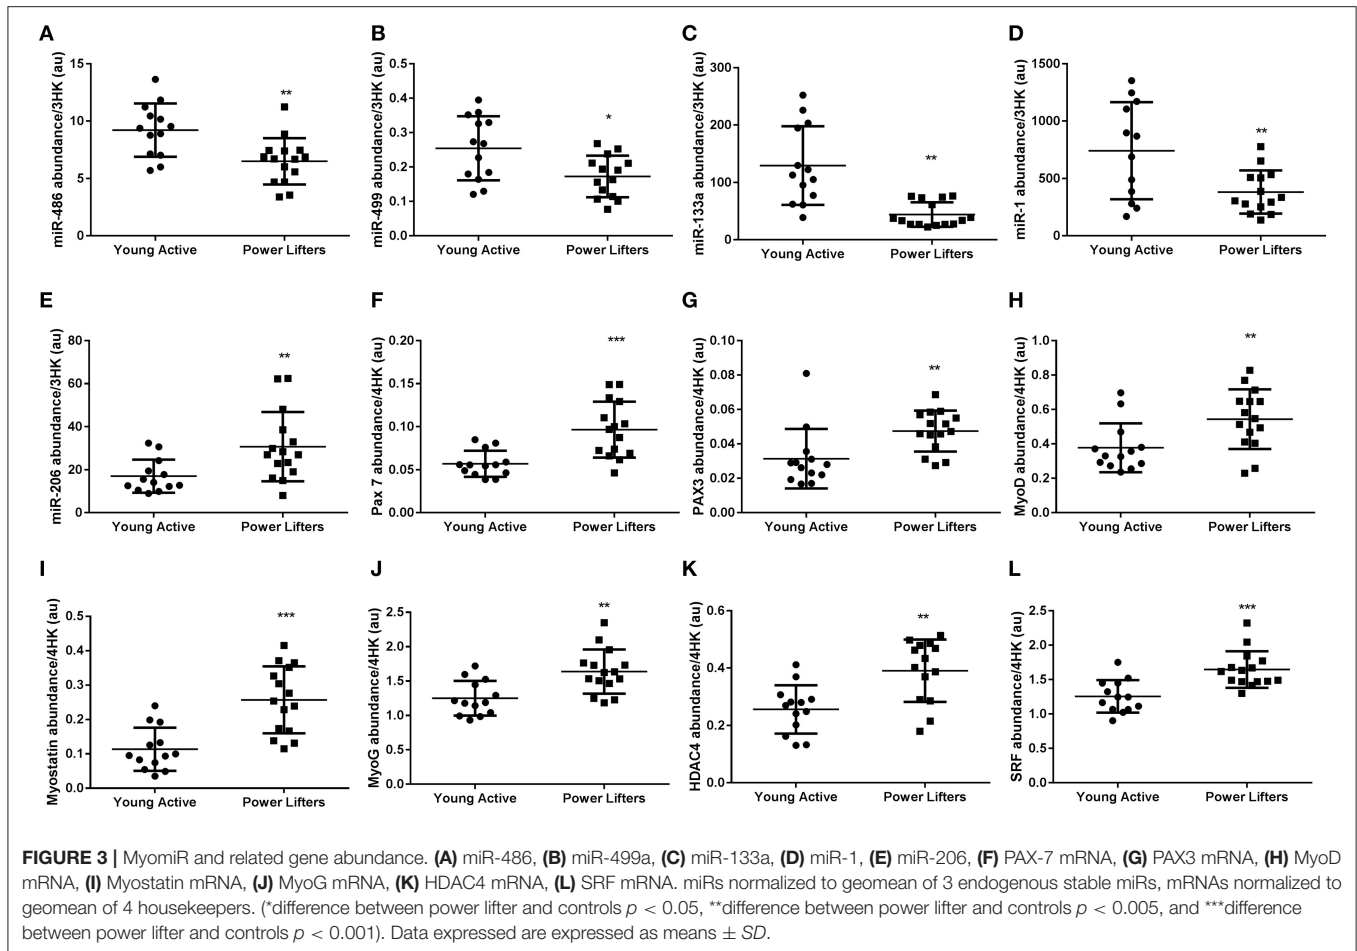 A
miR-486 abundance/3HK (au)
15
10
5
0
**
Young Active Power Lifters
B
miR-499 abundance/3HK (au)
0.5
0.4
0.3
0.2
0.1
0.0
*
Young Active Power Lifters
C
miR-133a abundance/3HK (au)
300
200
100
0
**
Young Active Power Lifters
D
miR-1 abundance/3HK (au)
1500
1000
500
0
**
Young Active Power Lifters
E
miR-206 abundance/3HK (au)
80
60
40
20
0
**
Young Active Power Lifters
F
Pax 7 abundance/4HK (au)
0.20
0.15
0.10
0.05
0.00
***
Young Active Power Lifters
G
PAX3 abundance/4HK (au)
0.10
0.08
0.06
0.04
0.02
0.00
**
Young Active Power Lifters
H
MyoD abundance/4HK (au)
1.0
0.8
0.6
0.4
0.2
0.0
**
Young Active Power Lifters
I
Myostatin abundance/4HK (au)
0.5
0.4
0.3
0.2
0.1
0.0
***
Young Active Power Lifters
J
MyoG abundance/4HK (au)
2.5
2.0
1.5
1.0
0.5
0.0
**
Young Active Power Lifters
K
HDAC4 abundance/4HK (au)
0.6
0.4
0.2
0.0
**
Young Active Power Lifters
L
SRF abundance/4HK (au)
2.5
2.0
1.5
1.0
0.5
0.0
***
Young Active Power Lifters
FIGURE 3 | MyomiR and related gene abundance. (A) miR-486, (B) miR-499a, (C) miR-133a, (D) miR-1, (E) miR-206, (F) PAX-7 mRNA, (G) PAX3 mRNA, (H) MyoD
mRNA, (I) Myostatin mRNA, (J) MyoG mRNA, (K) HDAC4 mRNA, (L) SRF mRNA. miRs normalized to geomean of 3 endogenous stable miRs, mRNAs normalized to
geomean of 4 housekeepers. (*difference between power lifter and controls p < 0.05, **difference between power lifter and controls p < 0.005, and ***difference
between power lifter and controls p < 0.001). Data expressed are expressed as means ± SD.